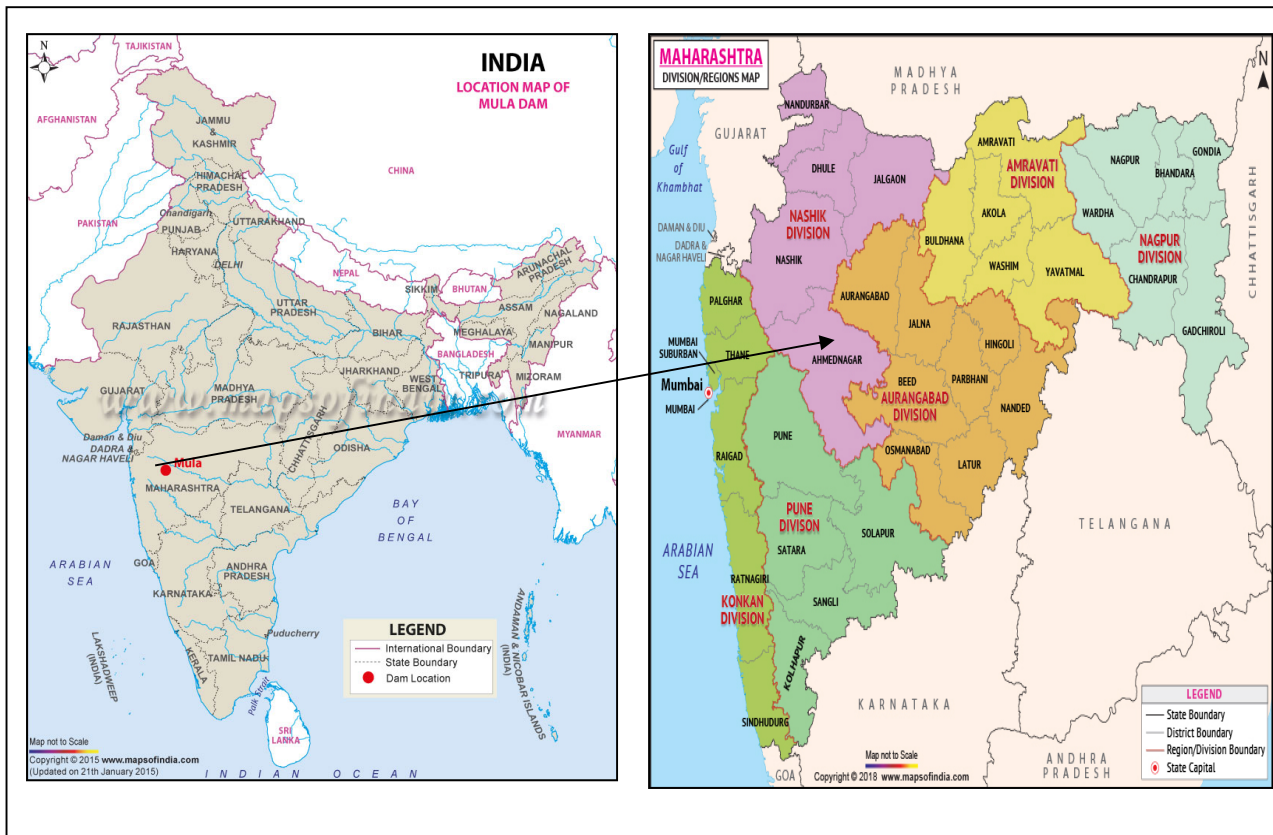 N
INDIA
LOCATION MAP OF
MULA DAM
TAJIKISTAN
AFGHANISTAN
JAMMU
&
KASHMIR
CHINA
HIMACHAL
PRADESH
PAKISTAN
Chandigarh
PUNJAB
UTTARAKHAND
HARYANA
DELHI
NEPAL
SIKKIM
BHUTAN
ARUNACHAL
PRADESH
UTTAR
PRADESH
ASSAM
NAGALAND
RAJASTHAN
BIHAR
MEGHALAYA
MANIPUR
BANGLADESH
JHARKHAND
WEST
BENGAL
TRIPURA
MIZORAM
GUJARAT
MADHYA
PRADESH
www.mapsofindia.com
CHHATTISGARH
MYANMAR
Daman & Diu
DADRA &
NAGAR HAVELI
ODISHA
Mula
MAHARASHTRA
TELANGANA
BAY
OF
BENGAL
ARABIAN
SEA
GOA
ANDHRA
PRADESH
KARNATAKA
Puducherry
LAKSHADWEEP
(INDIA)
KERALA
TAMIL NADU
ANDAMAN & NICOBAR ISLANDS
(INDIA)
LEGEND
International Boundary
State Boundary
Dam Location
Palk Strait
SRI
LANKA
Map not to Scale
Copyright © 2015 www.mapsofindia.com
(Updated on 21th January 2015)
INDIAN OCEAN
MAHARASHTRA
DIVISION/REGIONS MAP
N
MADHYA
PRADESH
NANDURBAR
GUJARAT
Gulf
of
Khambhat
DHULE
JALGAON
AMRAVATI
AMRAVATI
DIVISION
NAGPUR
GONDIA
BHANDARA
CHHATTISGARH
NASHIK
DIVISION
AKOLA
WARDHA
DAMAN & DIU
DADRA &
NAGAR HAVELI
NASHIK
BULDHANA
WASHIM
YAVATMAL
NAGPUR
DIVISION
CHANDRAPUR
PALGHAR
AURANGABAD
JALNA
GADCHIROLI
MUMBAI
SUBURBAN
THANE
AHMEDNAGAR
HINGOLI
Mumbai
MUMBAI
BEED
PARBHANI
AURANGABAD
DIVISION
NANDED
PUNE
RAIGAD
OSMANABAD
LATUR
PUNE
DIVISON
SOLAPUR
TELANGANA
ARABIAN
SEA
SATARA
RATNAGIRI
KONKAN
DIVISION
SANGLI
KOLHAPUR
KARNATAKA
SINDHUDURG
GOA
Map not to Scale
Copyright © 2018 www.mapsofindia.com
ANDHRA
PRADESH
LEGEND
State Boundary
District Boundary
Region/Division Boundary
State Capital